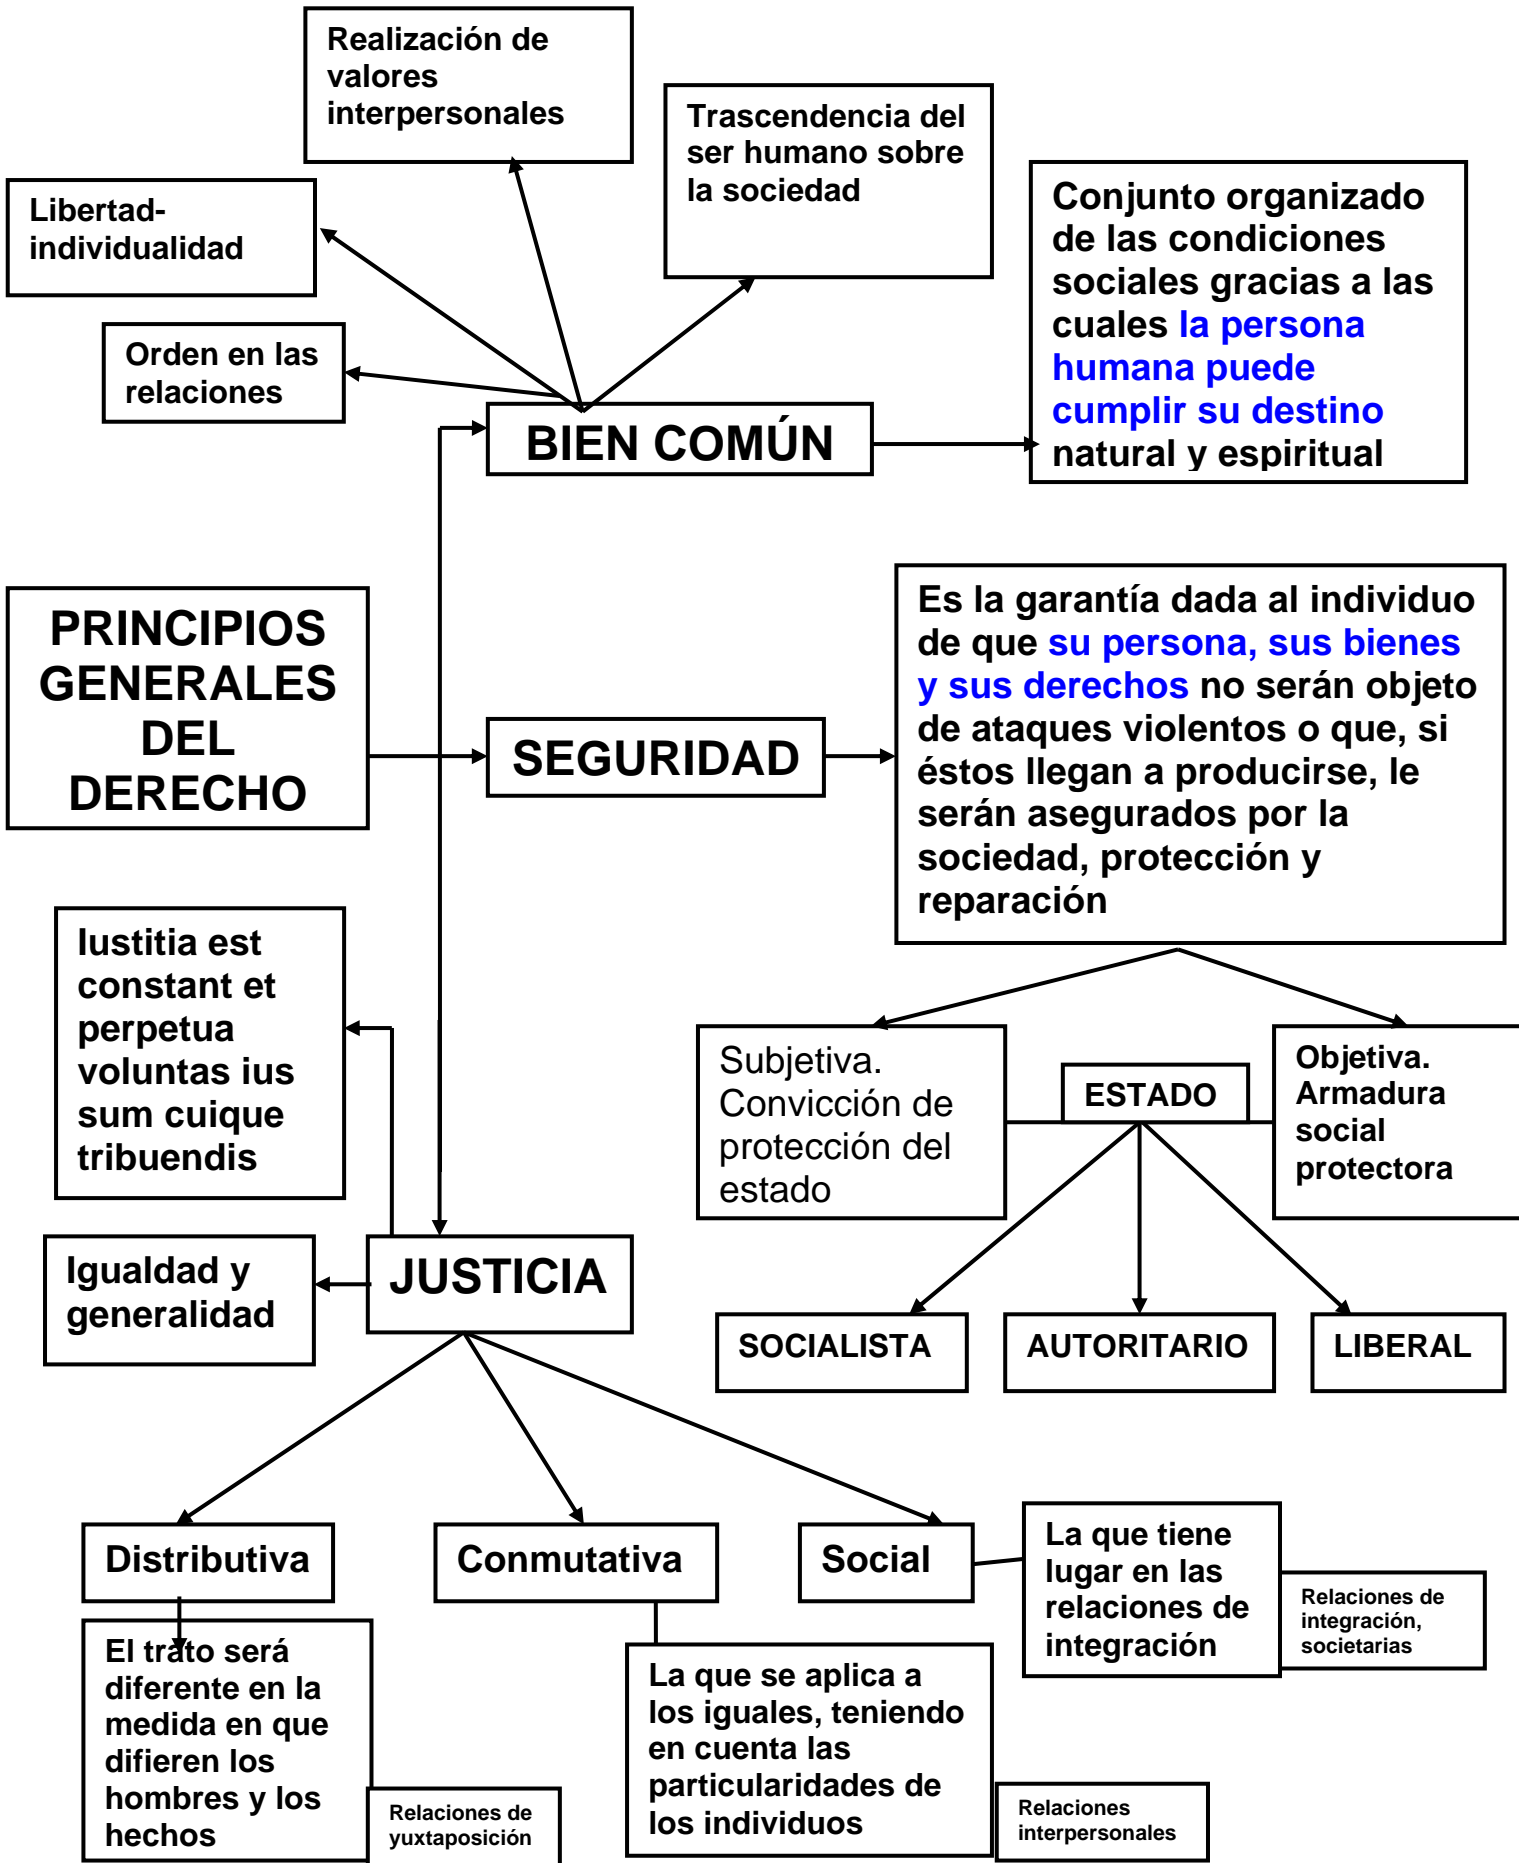 Realización de
valores
interpersonales
Trascendencia del
ser humano sobre
la sociedad
Libertad-
individualidad
Conjunto organizado
de las condiciones
sociales gracias a las
cuales la persona
humana puede
cumplir su destino
natural y espiritual
Orden en las
relaciones
BIEN COMÚN
PRINCIPIOS
GENERALES
DEL
DERECHO
SEGURIDAD
Es la garantía dada al individuo
de que su persona, sus bienes
y sus derechos no serán objeto
de ataques violentos o que, si
éstos llegan a producirse, le
serán asegurados por la
sociedad, protección y
reparación
Iustitia est
constant et
perpetua
voluntas ius
sum cuique
tribuendis
Subjetiva.
Convicción de
protección del
estado
ESTADO
Objetiva.
Armadura
social
protectora
Igualdad y
generalidad
JUSTICIA
SOCIALISTA
AUTORITARIO
LIBERAL
Distributiva
Conmutativa
Social
La que tiene
lugar en las
relaciones de
integración
Relaciones de
integración,
societarias
El trato será
diferente en la
medida en que
difieren los
hombres y los
hechos
Relaciones de
yuxtaposición
La que se aplica a
los iguales, teniendo
en cuenta las
particularidades de
los individuos
Relaciones
interpersonales